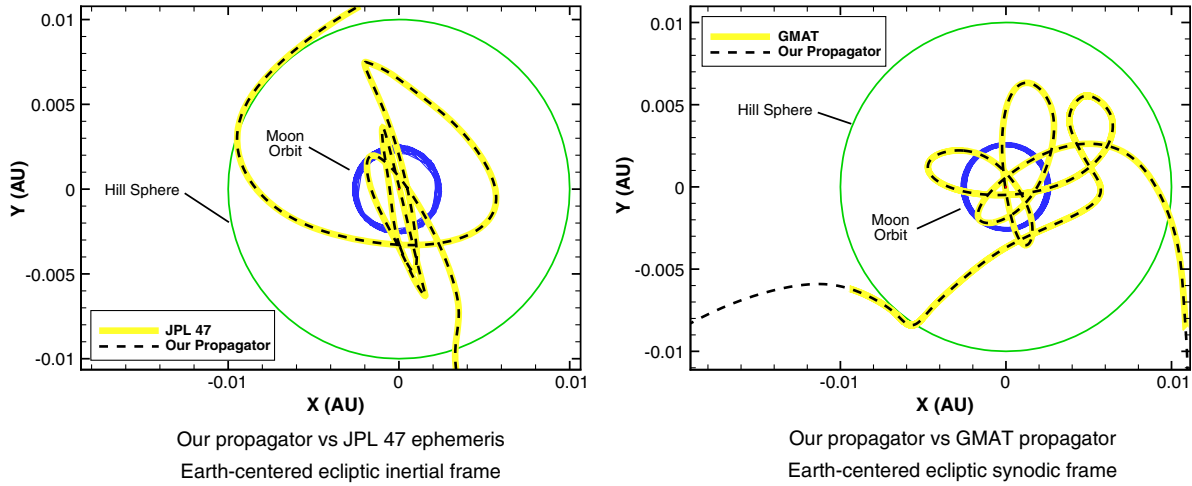 0.01
0.005
0
-0.005
-0.01
Y (AU)
-0.01
0
0.01
X (AU)
Moon
Orbit
Hill Sphere
JPL 47
Our Propagator
Our propagator vs JPL 47 ephemeris
Earth-centered ecliptic inertial frame
0.01
0.005
0
-0.005
-0.01
Y (AU)
-0.01
0
0.01
X (AU)
GMAT
Our Propagator
Hill Sphere
Moon
Orbit
Our propagator vs GMAT propagator
Earth-centered ecliptic synodic frame